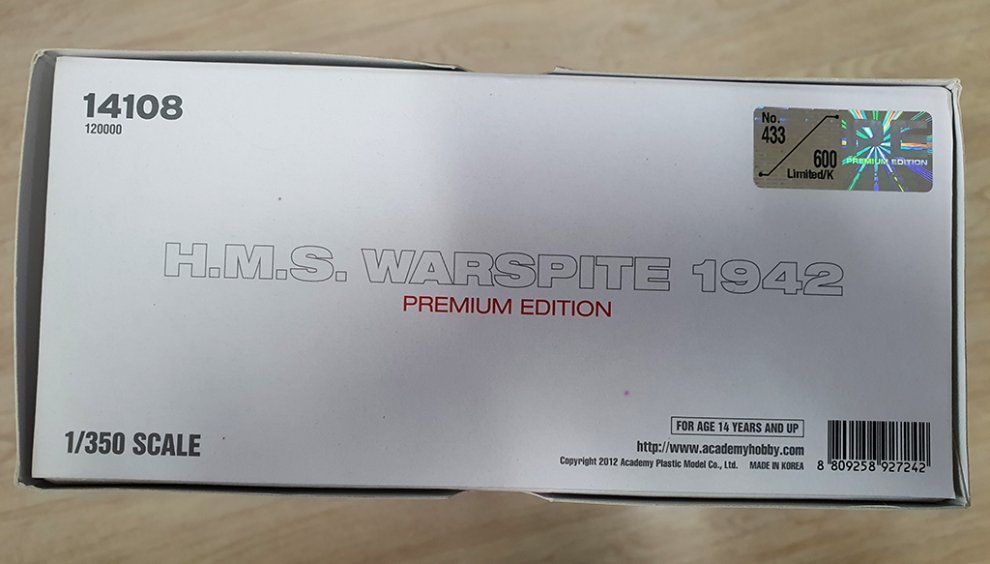 14108
120000
No.
433
600
Limited/K
PREMIUM EDITION
H.M.S. WARSPITE 1942
PREMIUM EDITION
1/350 SCALE
FOR AGE 14 YEARS AND UP
http://www.academyhobby.com
Copyright 2012 Academy Plastic Model Co., Ltd. MADE IN KOREA
8 809258 927242